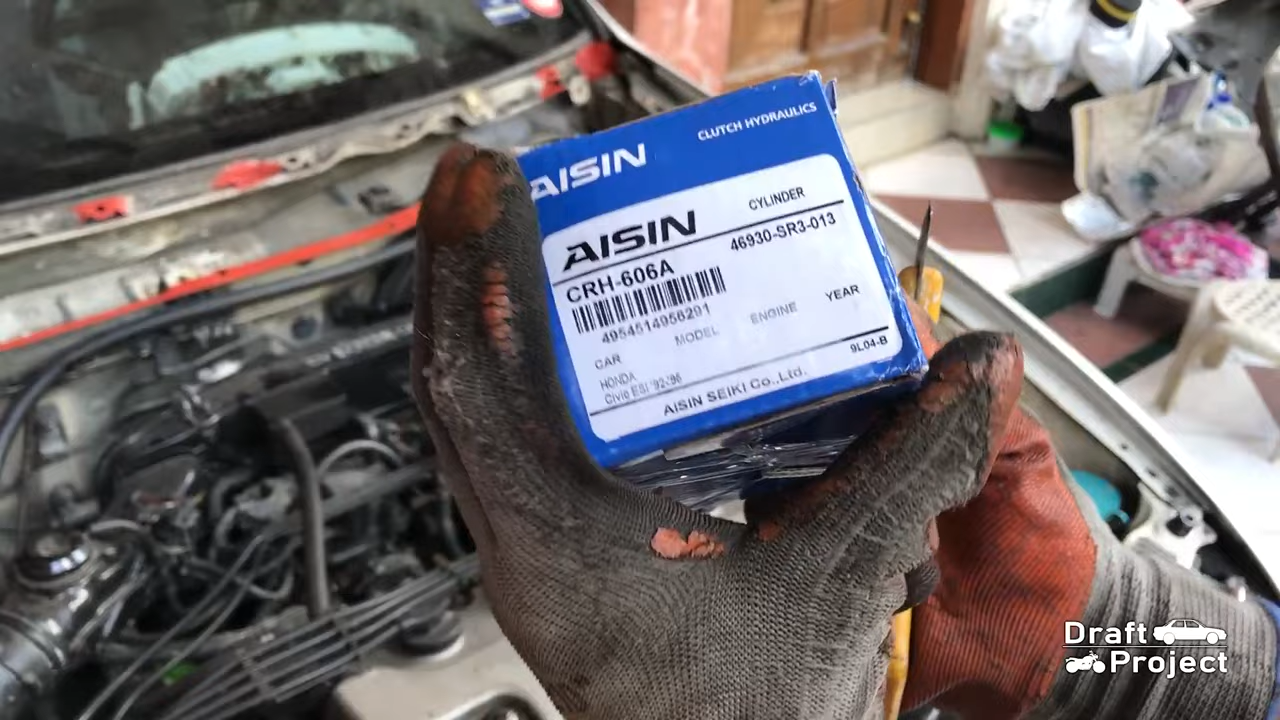 CLUTCH HYDRAULICS
AISIN
AISIN CYLINDER
CRH-606A 46930-SR3-013
4954514956291
CAR MODEL ENGINE YEAR
HONDA
Civic ESI '92-'96
9L04-B
AISIN SEIKI Co.,Ltd.
Draft
Project